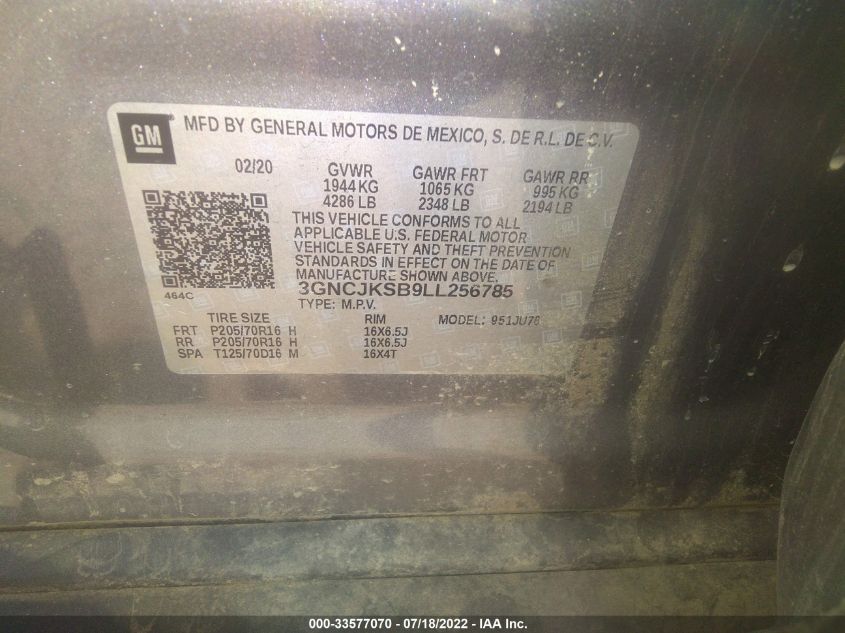 GM
MFD BY GENERAL MOTORS DE MEXICO, S. DE R.L. DE C.V.
02/20 GVWR GAWR FRT GAWR RR
1944 KG 1065 KG 995 KG
4286 LB 2348 LB 2194 LB
THIS VEHICLE CONFORMS TO ALL
APPLICABLE U.S. FEDERAL MOTOR
VEHICLE SAFETY AND THEFT PREVENTION
STANDARDS IN EFFECT ON THE DATE OF
MANUFACTURE SHOWN ABOVE.
464C
3GNCJKSB9LL256785
TYPE: M.P.V.
TIRE SIZE RIM MODEL: 951JU76
FRT P205/70R16 H 16X6.5J
RR P205/70R16 H 16X6.5J
SPA T125/70D16 M 16X4T
000-33577070 - 07/18/2022 - IAA Inc.